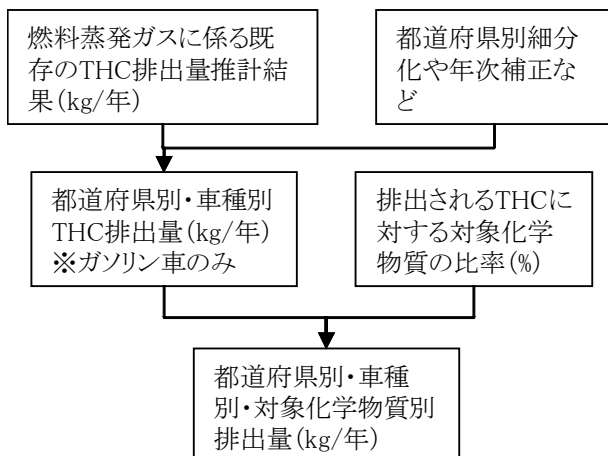 燃料蒸発ガスに係る既
存のTHC排出量推計結
果(kg/年)
都道府県別細分
化や年次補正な
ど
都道府県別・車種別
THC排出量(kg/年)
※ガソリン車のみ
排出されるTHCに
対する対象化学
物質の比率(%)
都道府県別・車種
別・対象化学物質別
排出量(kg/年)